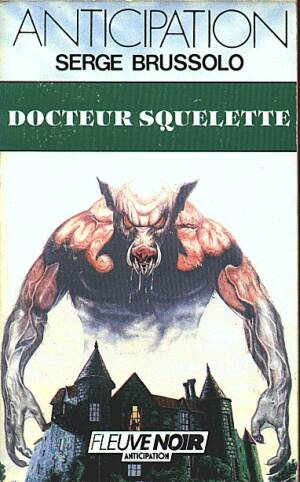 ANTICIPATION
SERGE BRUSSOLO
DOCTEUR SQUELETTE
FLEUVE NOIR
ANTICIPATION